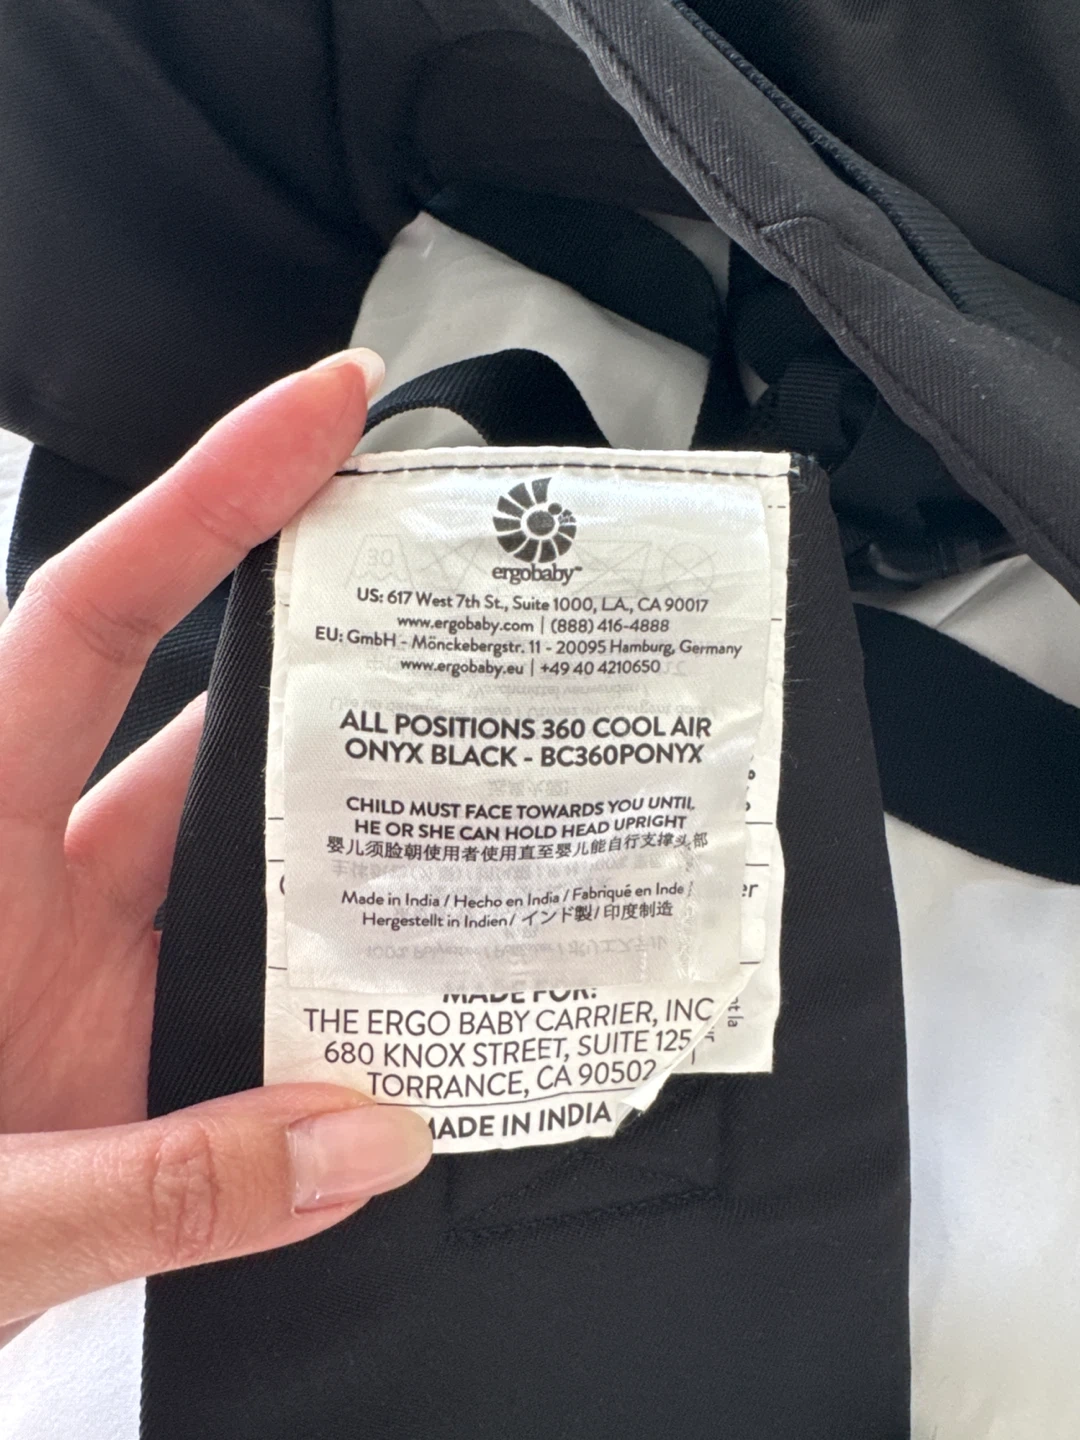 30
ergobaby™
US: 617 West 7th St., Suite 1000, L.A., CA 90017
www.ergobaby.com | (888) 416-4888
EU: GmbH - Mönckebergstr. 11 - 20095 Hamburg, Germany
www.ergobaby.eu | +49 40 4210650
ALL POSITIONS 360 COOL AIR
ONYX BLACK - BC360PONYX
CHILD MUST FACE TOWARDS YOU UNTIL
HE OR SHE CAN HOLD HEAD UPRIGHT
婴儿须脸朝使用者使用直至婴儿能自行支撑头部
Made in India / Hecho en India / Fabriqué en Inde /
Hergestellt in Indien / インド製 / 印度制造
MADE FOR:
THE ERGO BABY CARRIER, INC
680 KNOX STREET, SUITE 125
TORRANCE, CA 90502
MADE IN INDIA